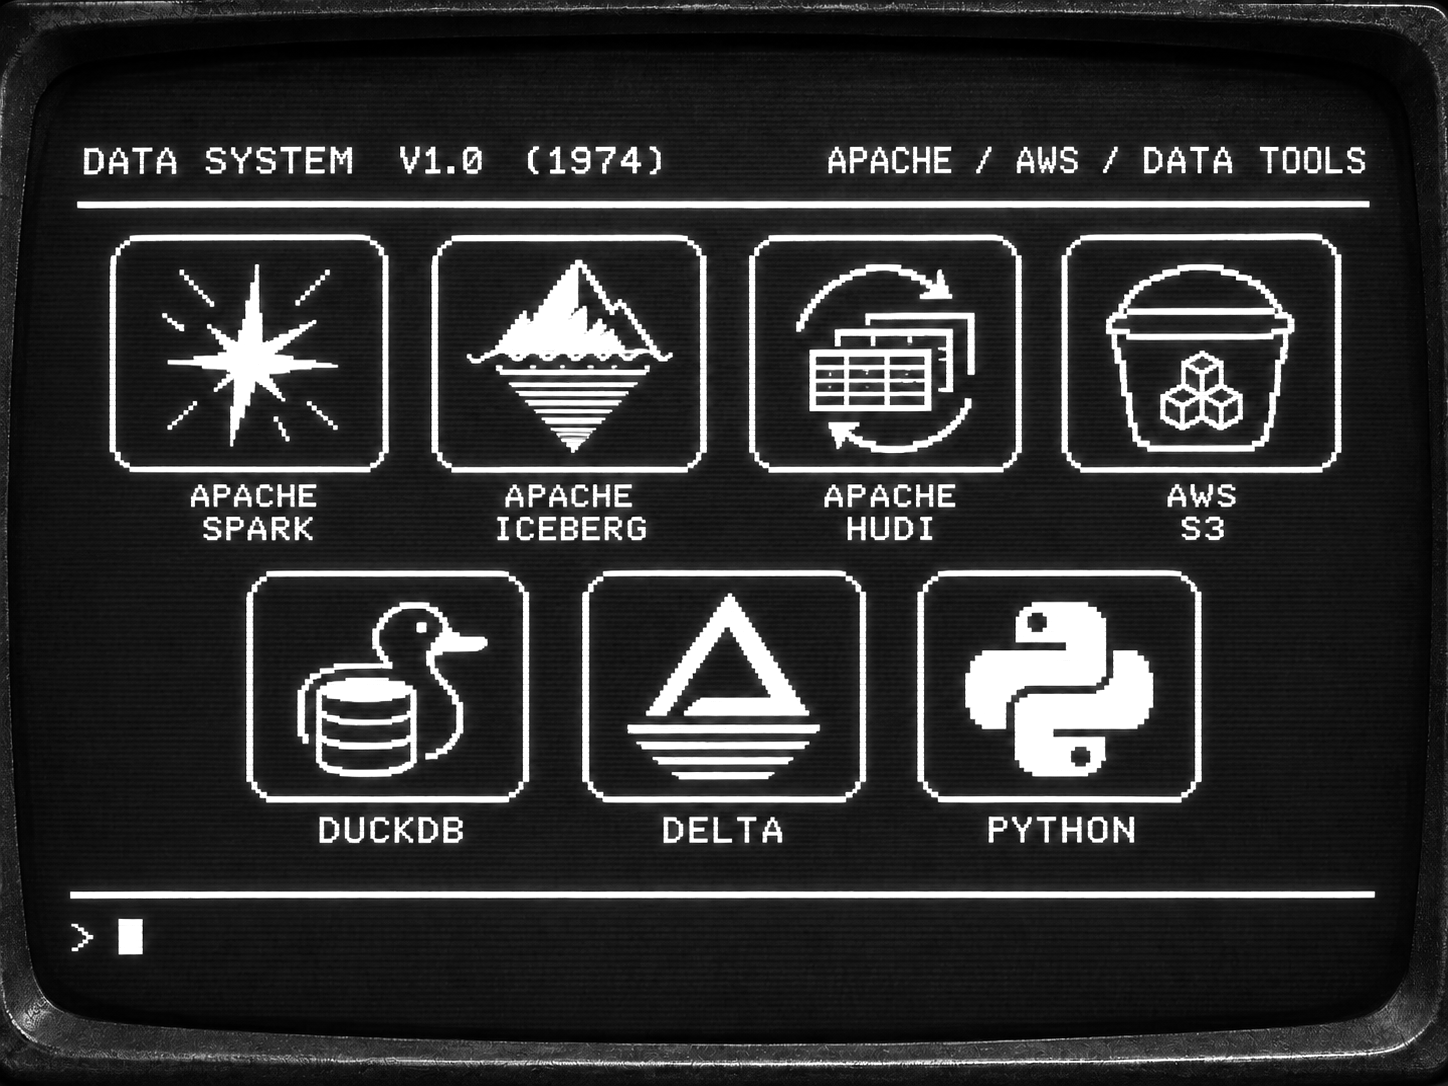 DATA SYSTEM V1.0 (1974)
APACHE / AWS / DATA TOOLS
APACHE
SPARK
APACHE
ICEBERG
APACHE
HUDI
AWS
S3
DUCKDB
DELTA
PYTHON
>